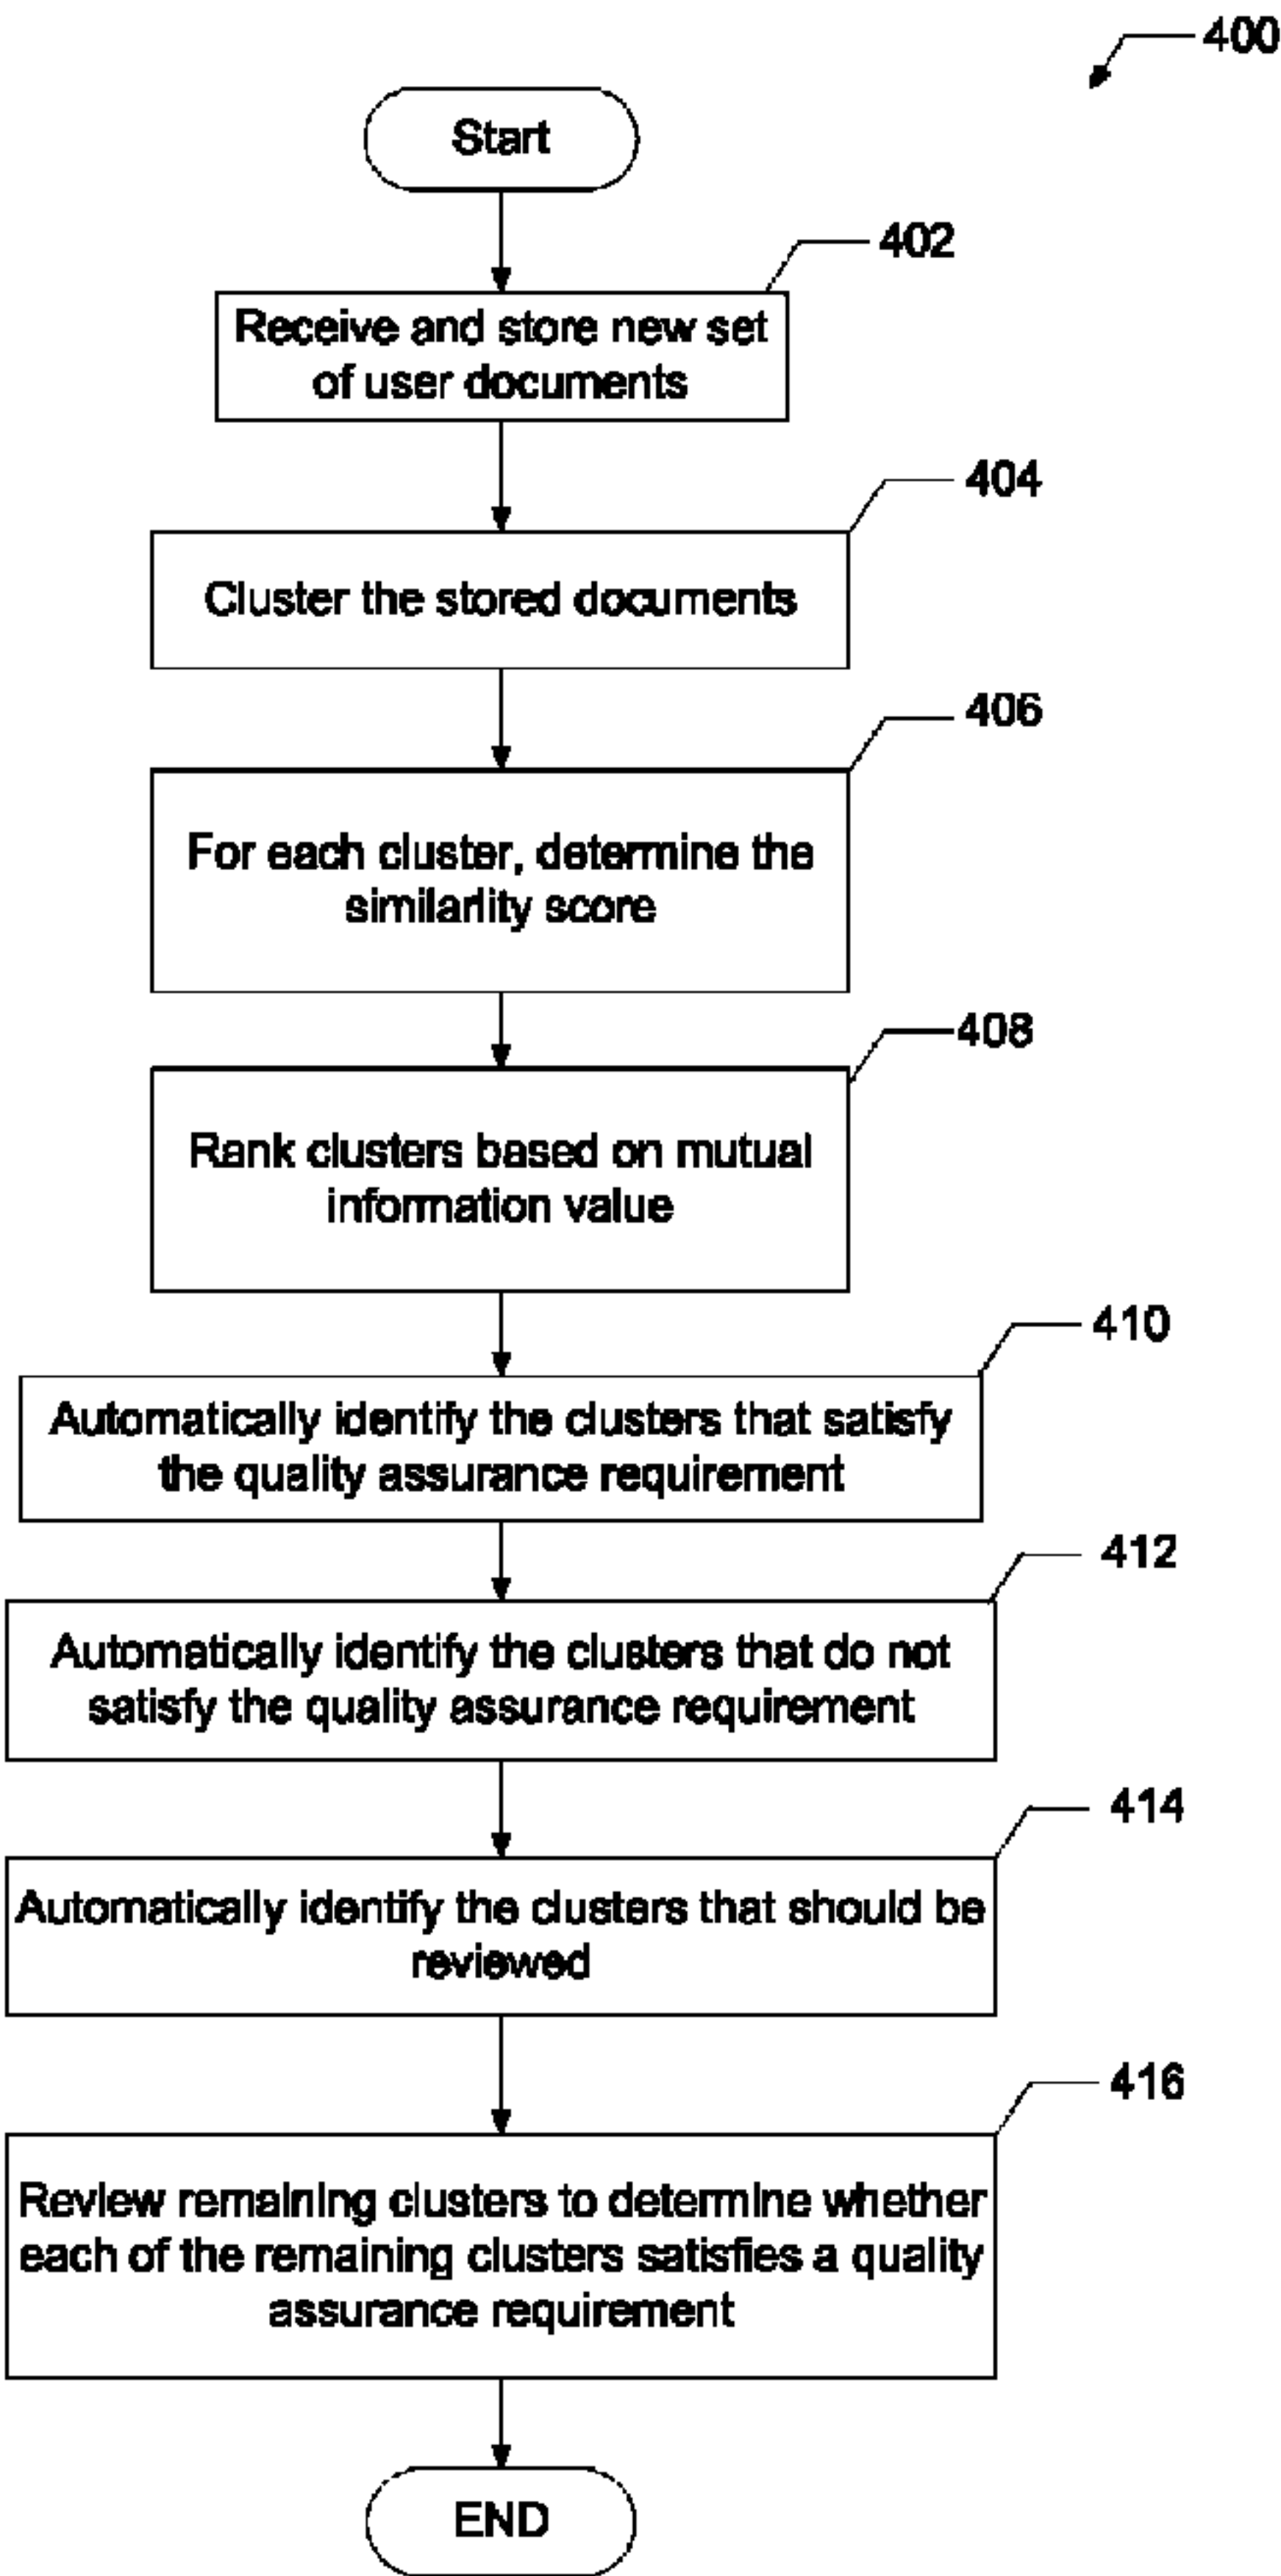 400
Start
402
Receive and store new set
of user documents
404
Cluster the stored documents
406
For each cluster, determine the
similarlity score
408
Rank clusters based on mutual
information value
410
Automatically identify the clusters that satisfy
the quality assurance requirement
412
Automatically identify the clusters that do not
satisfy the quality assurance requirement
414
Automatically identify the clusters that should be
reviewed
416
Review remaining clusters to determine whether
each of the remaining clusters satisfies a quality
assurance requirement
END